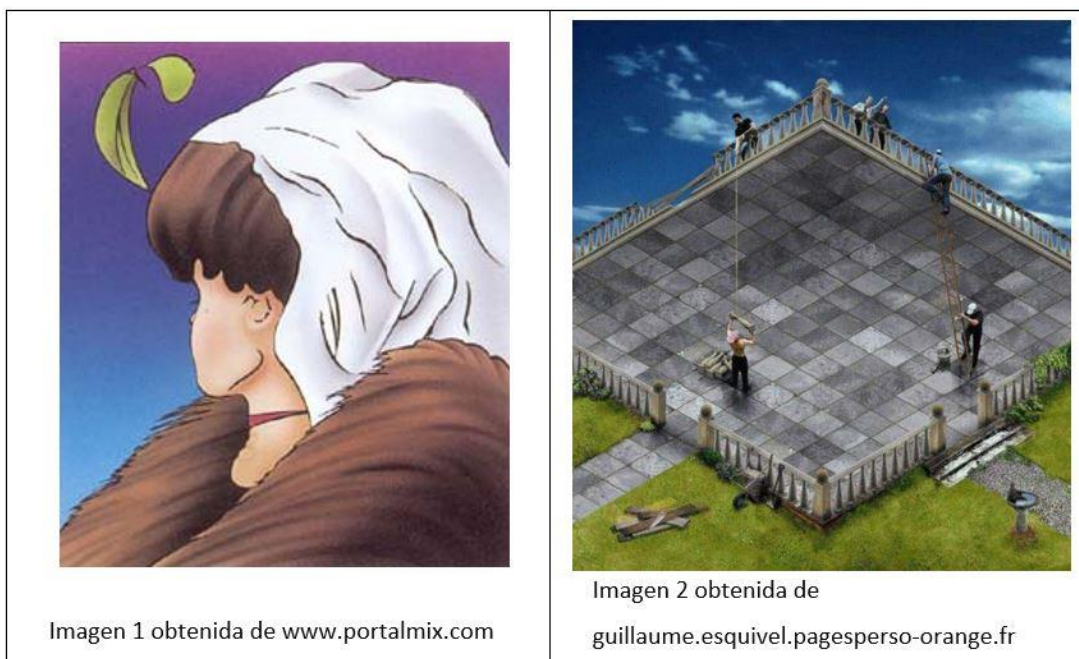 Imagen 1 obtenida de www.portalmix.com
Imagen 2 obtenida de
guillaume.esquivel.pagesperso-orange.fr